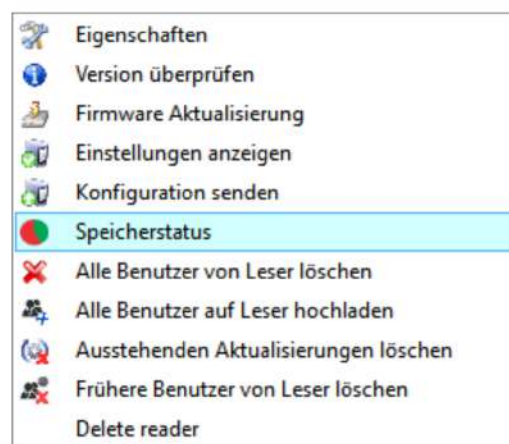 Eigenschaften
Version überprüfen
Firmware Aktualisierung
Einstellungen anzeigen
Konfiguration senden
Speicherstatus
Alle Benutzer von Leser löschen
Alle Benutzer auf Leser hochladen
Ausstehenden Aktualisierungen löschen
Frühere Benutzer von Leser löschen
Delete reader